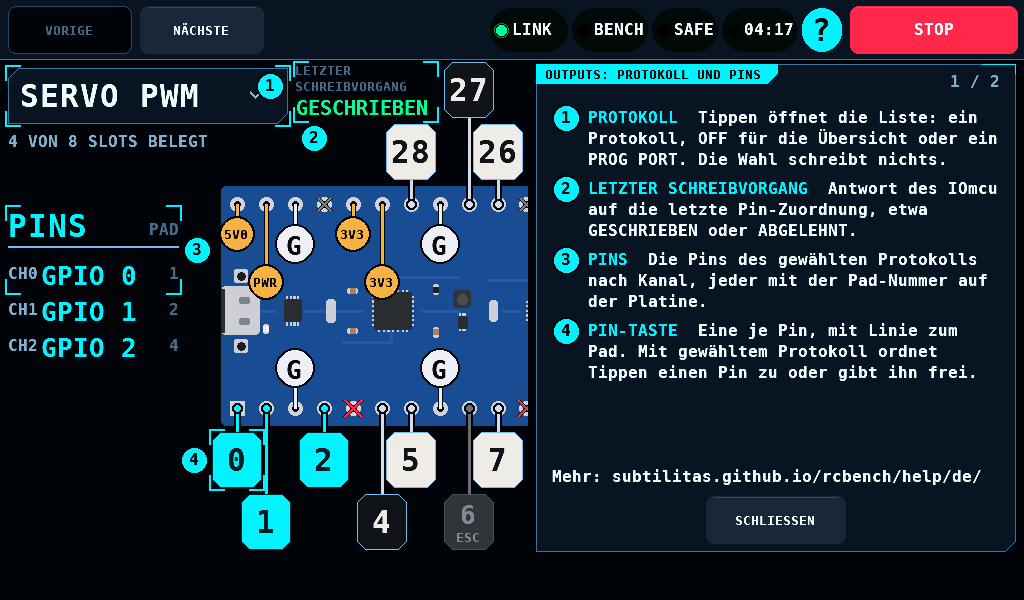 VORIGE
NÄCHSTE
LINK
BENCH
SAFE
04:17
?
STOP
SERVO PWM
1
4 VON 8 SLOTS BELEGT
LETZTER
SCHREIBVORGANG
GESCHRIEBEN
2
27
28
26
PINS
PAD
3
CH0 GPIO 0 1
CH1 GPIO 1 2
CH2 GPIO 2 4
5V0
G
3V3
G
PWR
3V3
G
G
4
0
2
5
7
1
4
6
ESC
OUTPUTS: PROTOKOLL UND PINS
1 / 2
1 PROTOKOLL Tippen öffnet die Liste: ein
Protokoll, OFF für die Übersicht oder ein
PROG PORT. Die Wahl schreibt nichts.
2 LETZTER SCHREIBVORGANG Antwort des IOmcu
auf die letzte Pin-Zuordnung, etwa
GESCHRIEBEN oder ABGELEHNT.
3 PINS Die Pins des gewählten Protokolls
nach Kanal, jeder mit der Pad-Nummer auf
der Platine.
4 PIN-TASTE Eine je Pin, mit Linie zum
Pad. Mit gewähltem Protokoll ordnet
Tippen einen Pin zu oder gibt ihn frei.
Mehr: subtilitas.github.io/rcbench/help/de/
SCHLIESSEN